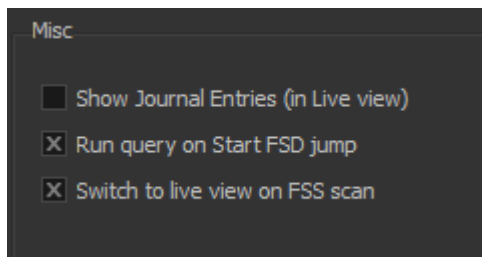 Misc
Show Journal Entries (in Live view)
Run query on Start FSD jump
Switch to live view on FSS scan